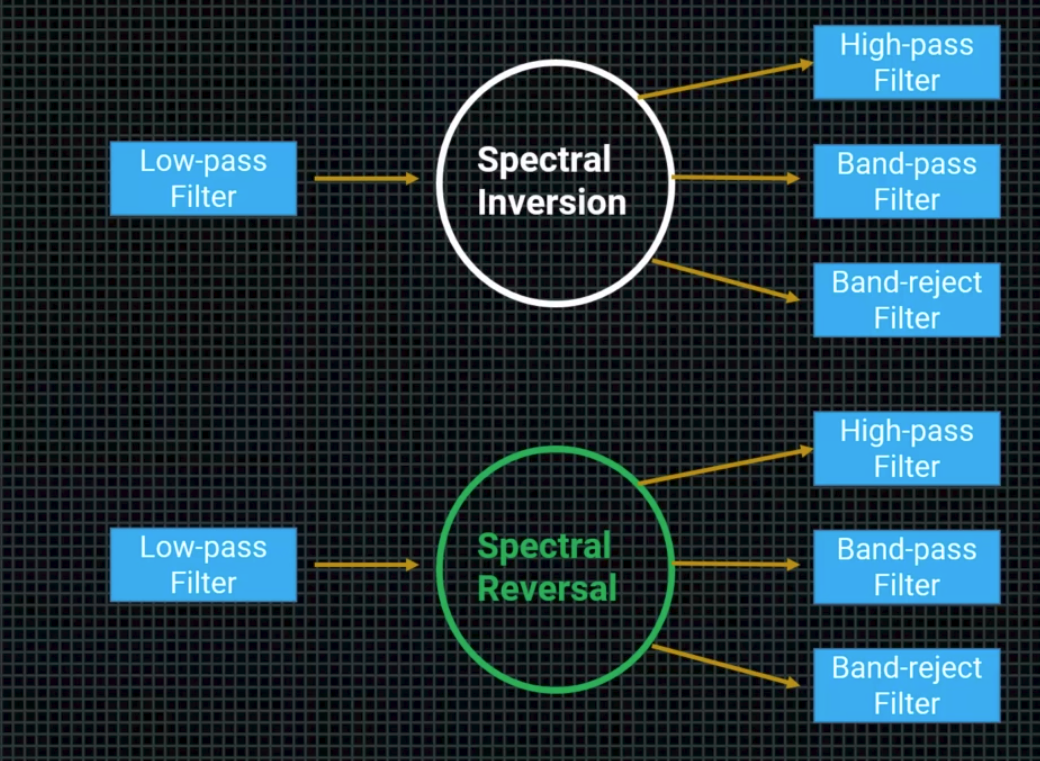 High-pass
Filter
Low-pass
Filter
Spectral
Inversion
Band-pass
Filter
Band-reject
Filter
High-pass
Filter
Low-pass
Filter
Spectral
Reversal
Band-pass
Filter
Band-reject
Filter